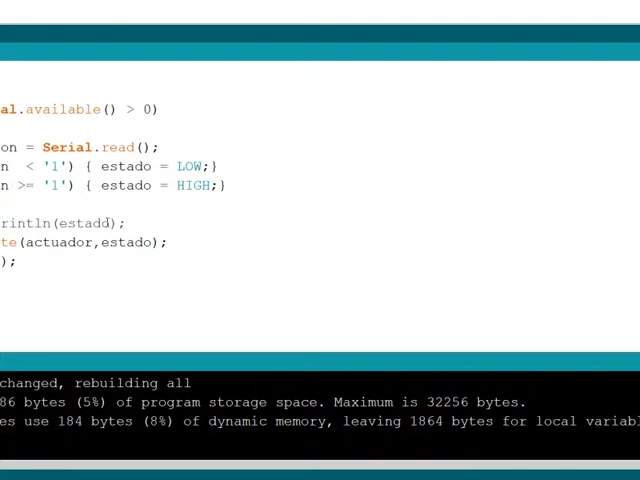 al.available() > 0)
on = Serial.read();
n < '1') { estado = LOW;}
n >= '1') { estado = HIGH;}
rintln(estado);
te(actuador,estado);
);
changed, rebuilding all
86 bytes (5%) of program storage space. Maximum is 32256 bytes.
es use 184 bytes (8%) of dynamic memory, leaving 1864 bytes for local variabl